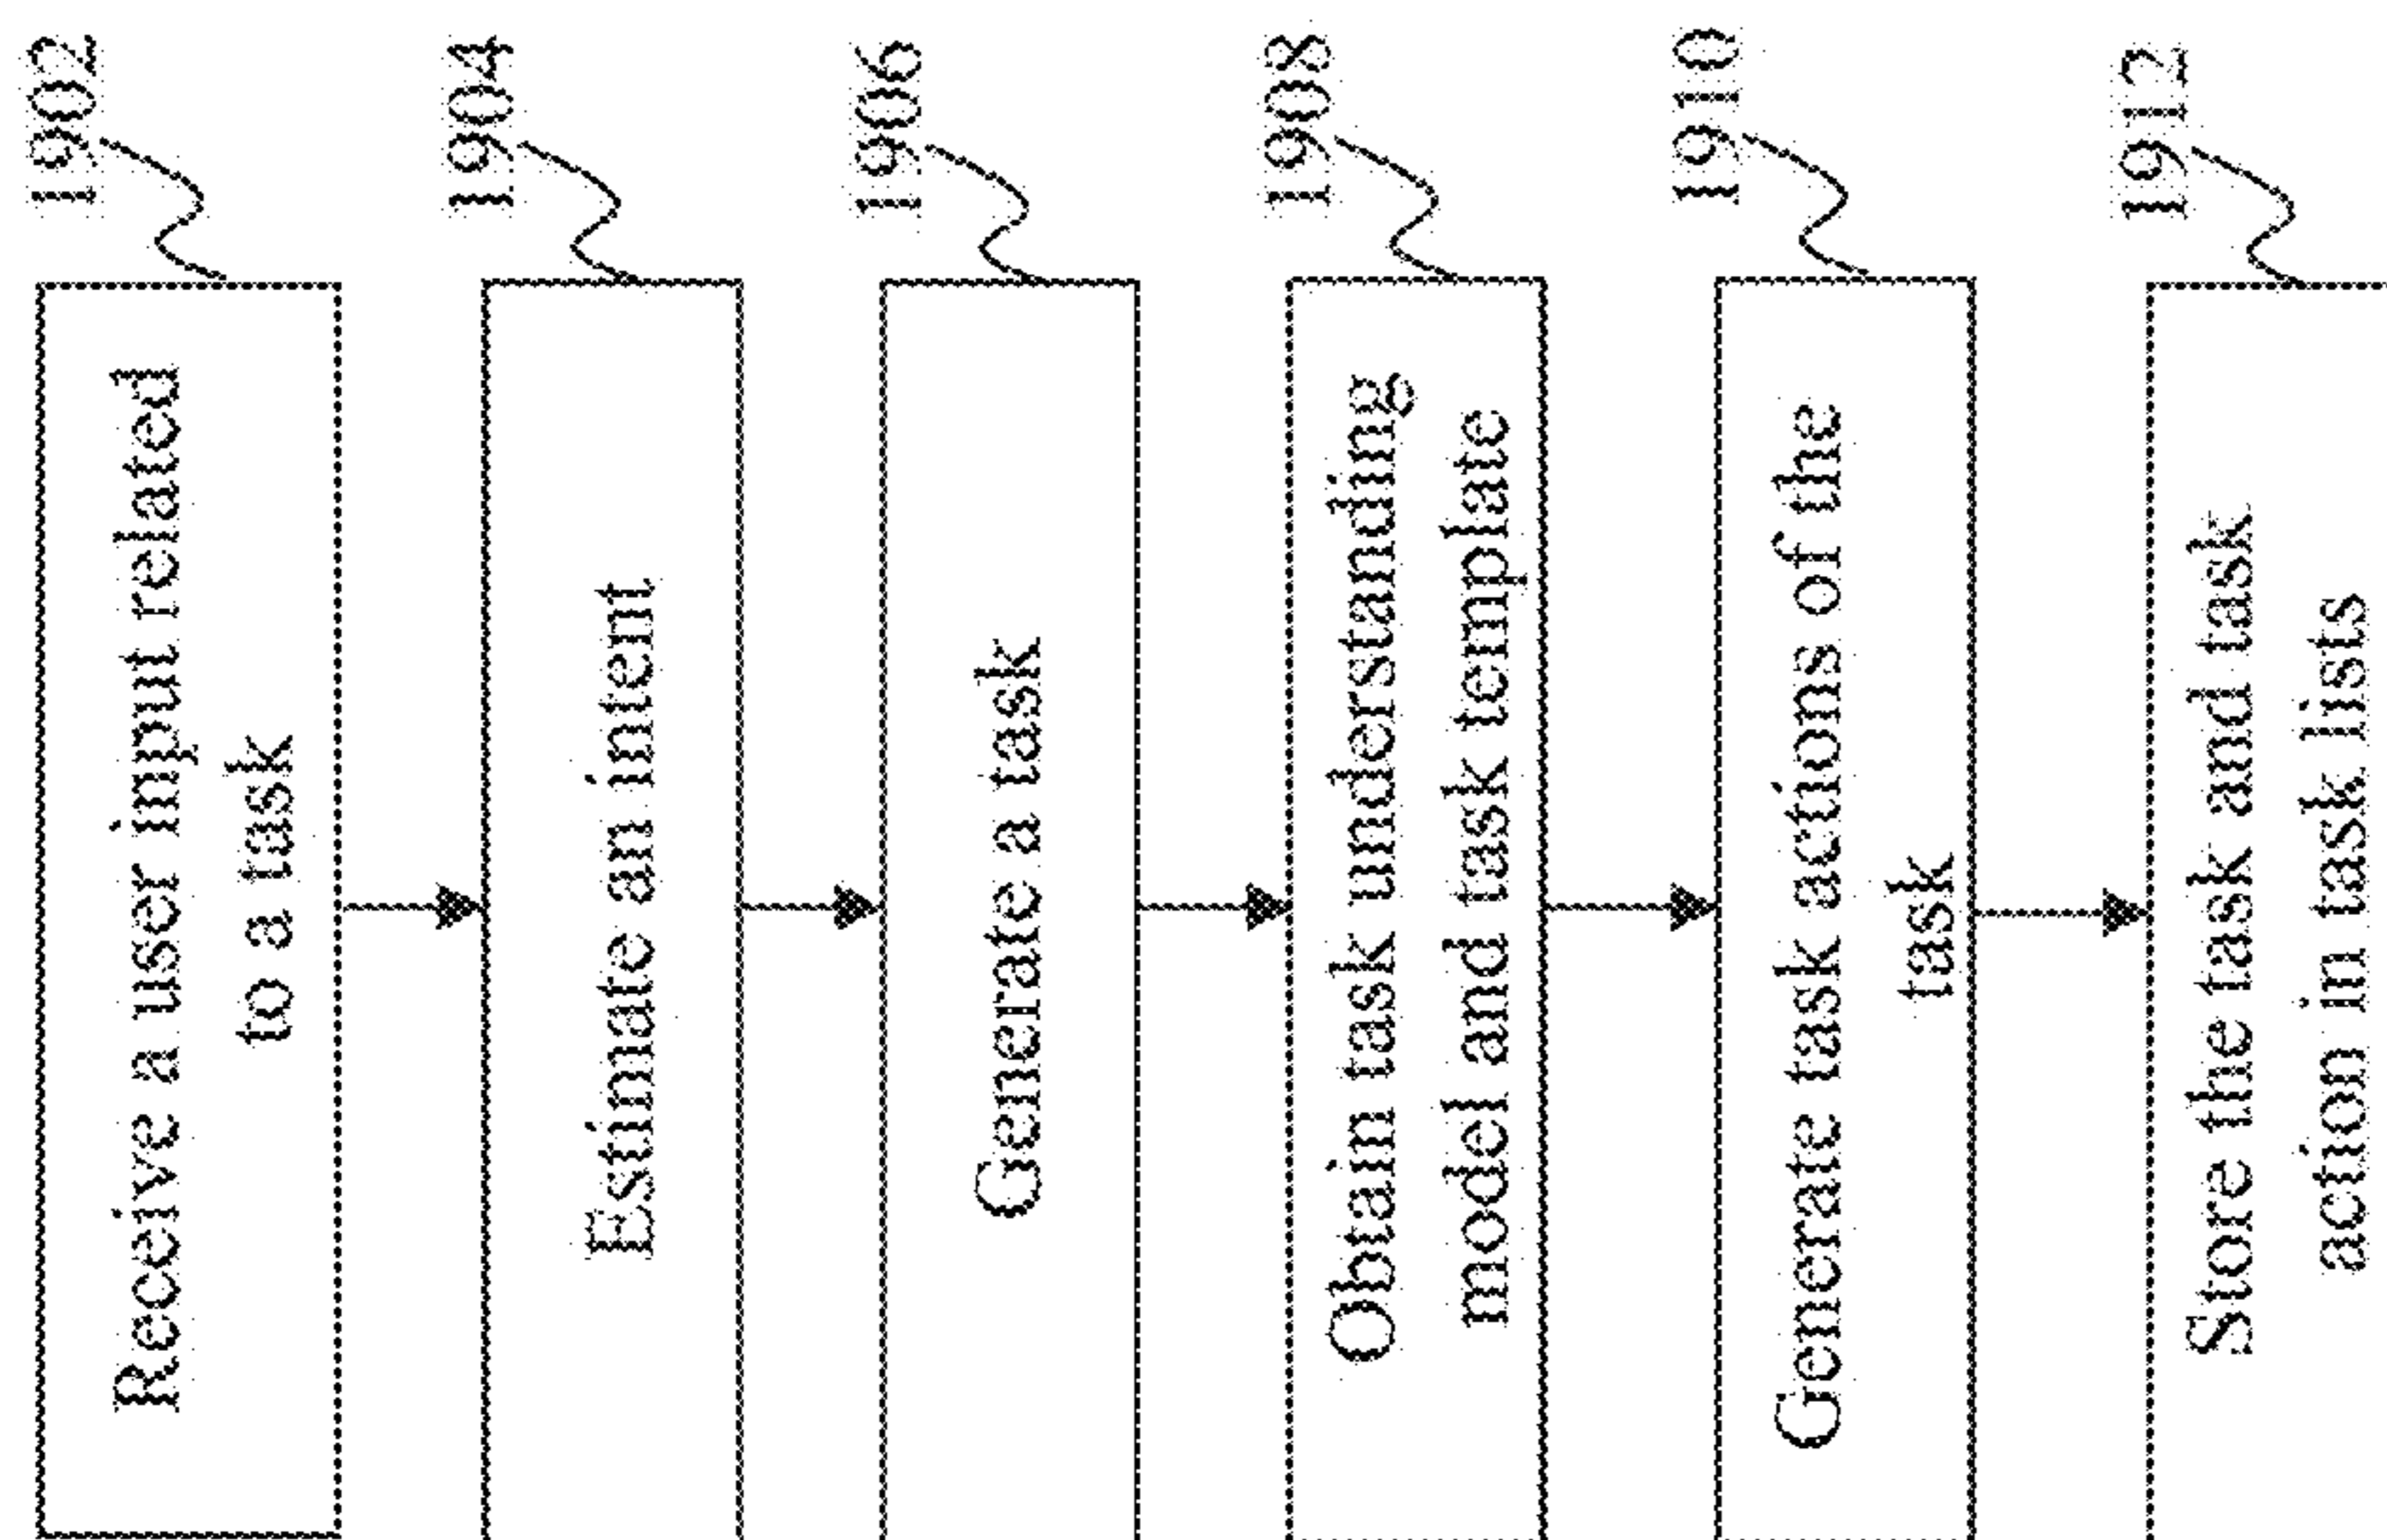 1902
Receive a user input related
to a task
1904
Estimate an intent
1906
Generate a task
1908
Obtain task understanding
model and task template
1910
Generate task actions of the
task
1912
Store the task and task
action in task lists